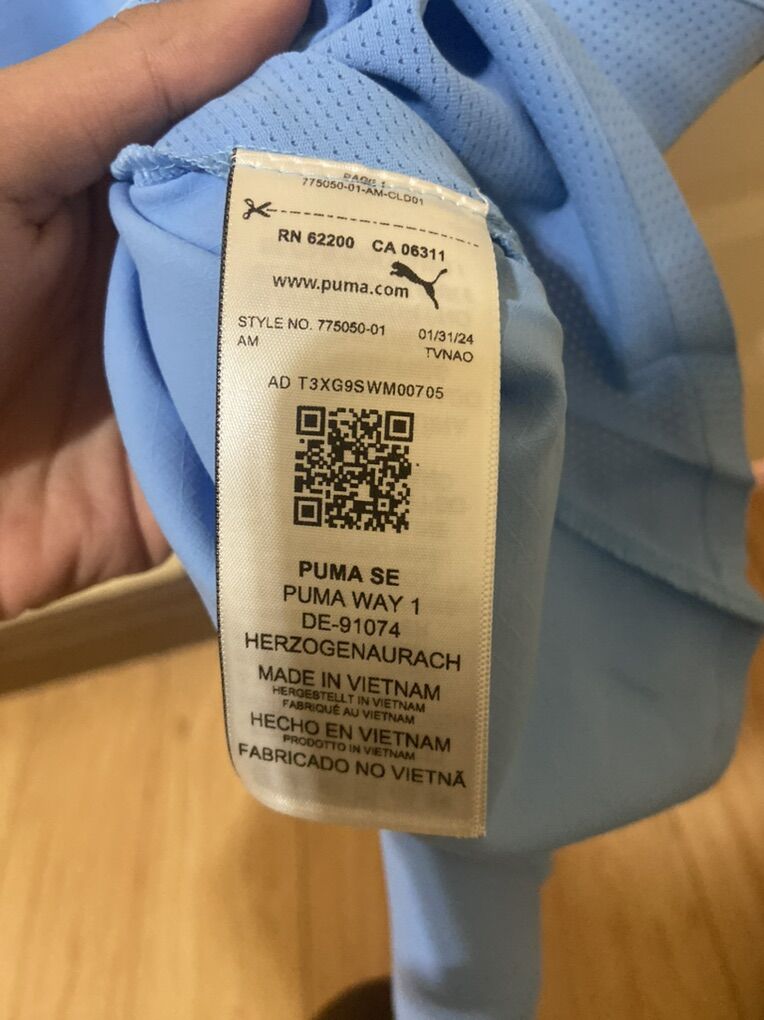 775050-01-AM-CLD01
RN 62200 CA 06311
www.puma.com
STYLE NO. 775050-01 01/31/24
AM TVNAO
AD T3XG9SWM00705
PUMA SE
PUMA WAY 1
DE-91074
HERZOGENAURACH
MADE IN VIETNAM
HERGESTELLT IN VIETNAM
FABRIQUÉ AU VIETNAM
HECHO EN VIETNAM
PRODOTTO IN VIETNAM
FABRICADO NO VIETNÃ